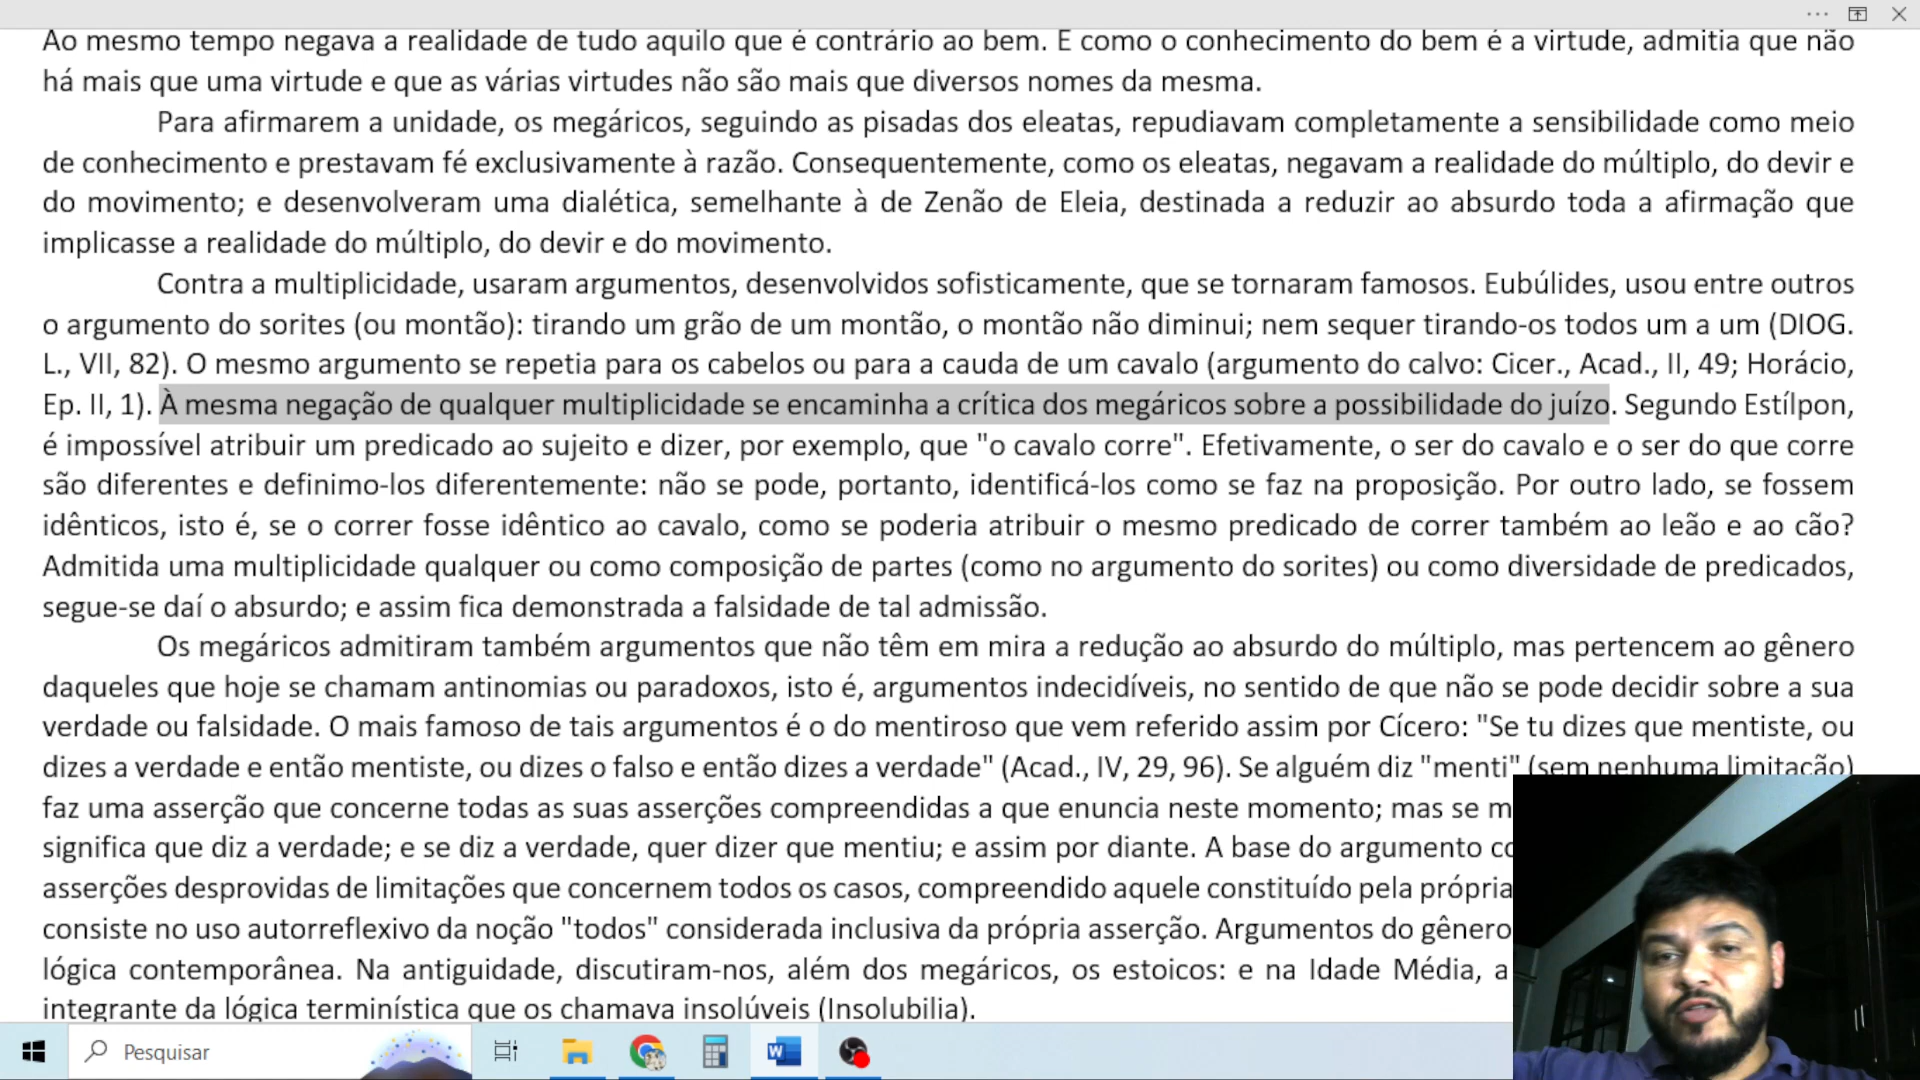 Ao mesmo tempo negava a realidade de tudo aquilo que é contrário ao bem. E como o conhecimento do bem é a virtude, admitia que não
há mais que uma virtude e que as várias virtudes não são mais que diversos nomes da mesma.
Para afirmarem a unidade, os megáricos, seguindo as pisadas dos eleatas, repudiavam completamente a sensibilidade como meio
de conhecimento e prestavam fé exclusivamente à razão. Consequentemente, como os eleatas, negavam a realidade do múltiplo, do devir e
do movimento; e desenvolveram uma dialética, semelhante à de Zenão de Eleia, destinada a reduzir ao absurdo toda a afirmação que
implicasse a realidade do múltiplo, do devir e do movimento.
Contra a multiplicidade, usaram argumentos, desenvolvidos sofisticamente, que se tornaram famosos. Eubúlides, usou entre outros
o argumento do sorites (ou montão): tirando um grão de um montão, o montão não diminui; nem sequer tirando-os todos um a um (DIOG.
L., VII, 82). O mesmo argumento se repetia para os cabelos ou para a cauda de um cavalo (argumento do calvo: Cicer., Acad., II, 49; Horácio,
Ep. II, 1). À mesma negação de qualquer multiplicidade se encaminha a crítica dos megáricos sobre a possibilidade do juízo. Segundo Estílpon,
é impossível atribuir um predicado ao sujeito e dizer, por exemplo, que "o cavalo corre". Efetivamente, o ser do cavalo e o ser do que corre
são diferentes e definimo-los diferentemente: não se pode, portanto, identificá-los como se faz na proposição. Por outro lado, se fossem
idênticos, isto é, se o correr fosse idêntico ao cavalo, como se poderia atribuir o mesmo predicado de correr também ao leão e ao cão?
Admitida uma multiplicidade qualquer ou como composição de partes (como no argumento do sorites) ou como diversidade de predicados,
segue-se daí o absurdo; e assim fica demonstrada a falsidade de tal admissão.
Os megáricos admitiram também argumentos que não têm em mira a redução ao absurdo do múltiplo, mas pertencem ao gênero
daqueles que hoje se chamam antinomias ou paradoxos, isto é, argumentos indecidíveis, no sentido de que não se pode decidir sobre a sua
verdade ou falsidade. O mais famoso de tais argumentos é o do mentiroso que vem referido assim por Cícero: "Se tu dizes que mentiste, ou
dizes a verdade e então mentiste, ou dizes o falso e então dizes a verdade" (Acad., IV, 29, 96). Se alguém diz "menti" (sem nenhuma limitação)
faz uma asserção que concerne todas as suas asserções compreendidas a que enuncia neste momento; mas se m
significa que diz a verdade; e se diz a verdade, quer dizer que mentiu; e assim por diante. A base do argumento co
asserções desprovidas de limitações que concernem todos os casos, compreendido aquele constituído pela própria
consiste no uso autorreflexivo da noção "todos" considerada inclusiva da própria asserção. Argumentos do gênero
lógica contemporânea. Na antiguidade, discutiram-nos, além dos megáricos, os estoicos: e na Idade Média, a
integrante da lógica terminística que os chamava insolúveis (Insolubilia).
Pesquisar